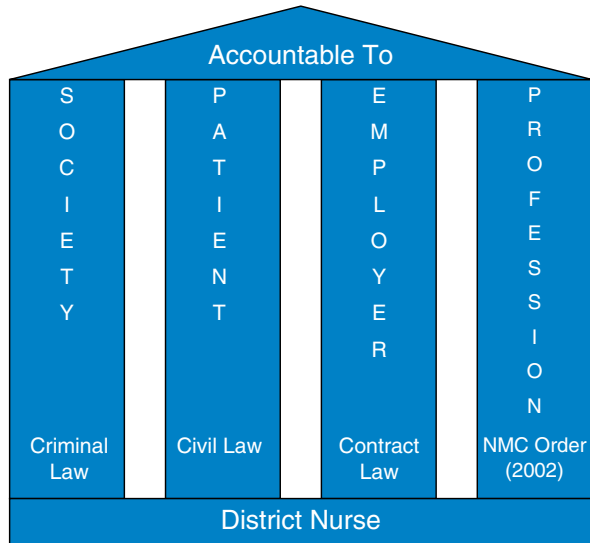 Accountable To
SOCIETY
Criminal
Law
PATIENT
Civil Law
EMPLOYER
Contract
Law
PROFESSION
NMC Order
(2002)
District Nurse